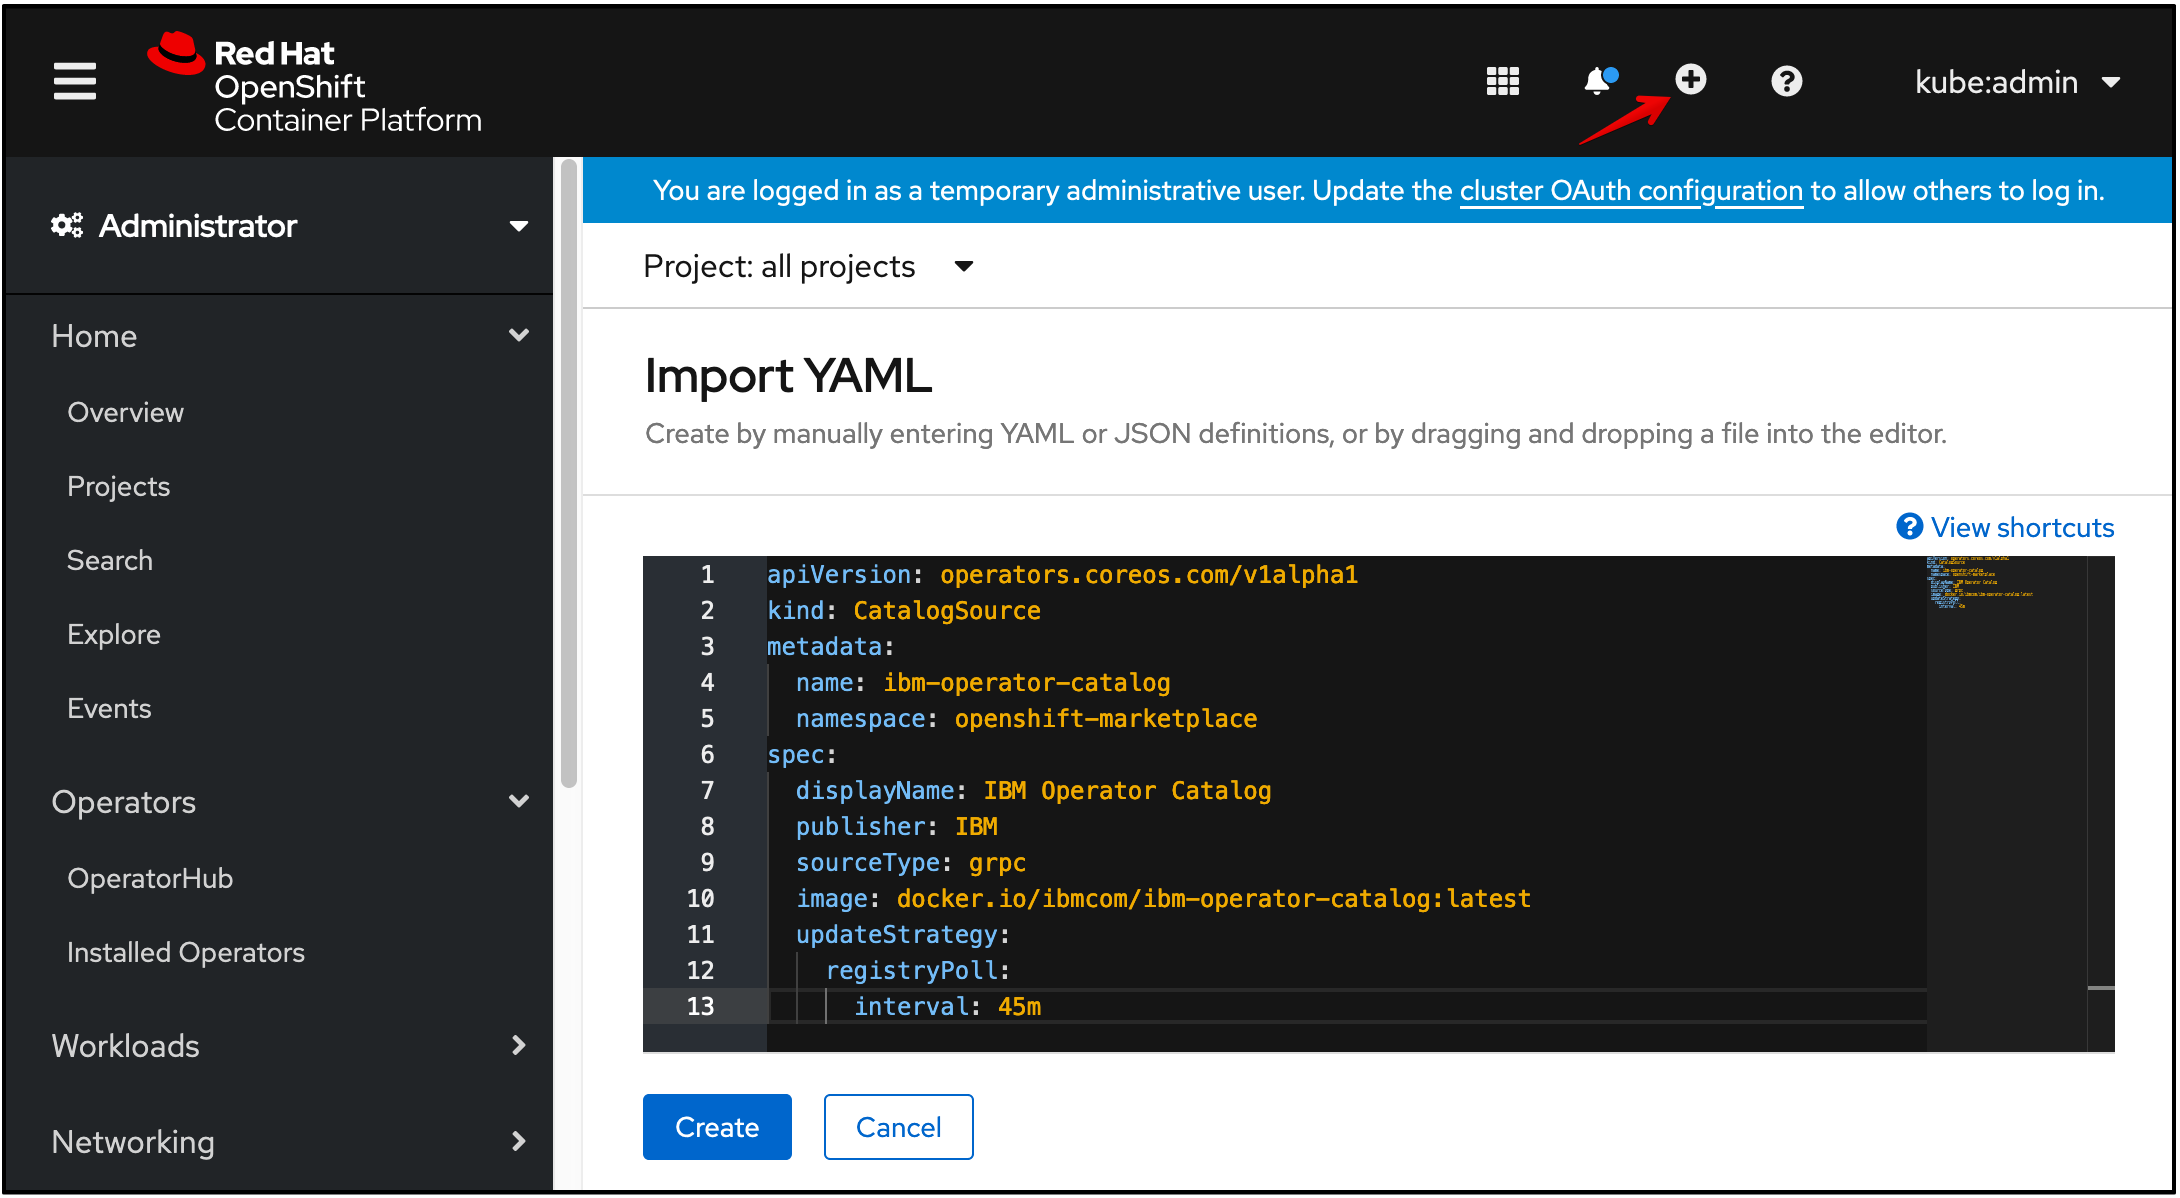 Red Hat
OpenShift
Container Platform
kube:admin
Administrator
Home
Overview
Projects
Search
Explore
Events
Operators
OperatorHub
Installed Operators
Workloads
Networking
You are logged in as a temporary administrative user. Update the cluster OAuth configuration to allow others to log in.
Project: all projects
Import YAML
Create by manually entering YAML or JSON definitions, or by dragging and dropping a file into the editor.
View shortcuts
1 apiVersion: operators.coreos.com/v1alpha1
2 kind: CatalogSource
3 metadata:
4   name: ibm-operator-catalog
5   namespace: openshift-marketplace
6 spec:
7   displayName: IBM Operator Catalog
8   publisher: IBM
9   sourceType: grpc
10   image: docker.io/ibmcom/ibm-operator-catalog:latest
11   updateStrategy:
12     registryPoll:
13       interval: 45m
Create
Cancel